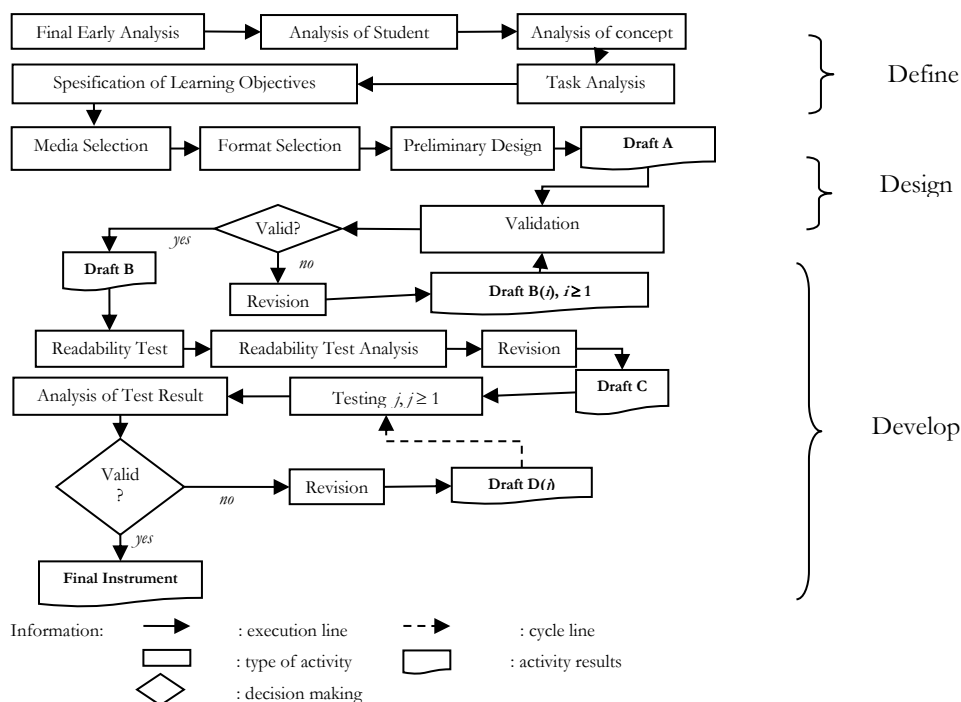 Final Early Analysis
Analysis of Student
Analysis of concept
Define
Spesification of Learning Objectives
Task Analysis
Media Selection
Format Selection
Preliminary Design
Draft A
Design
Validation
Valid?
yes
no
Draft B
Revision
Draft B(i), i ≥ 1
Readability Test
Readability Test Analysis
Revision
Draft C
Analysis of Test Result
Testing j, j ≥ 1
Develop
Valid
?
no
Revision
Draft D(i)
yes
Final Instrument
Information:
: execution line
: cycle line
: type of activity
: activity results
: decision making